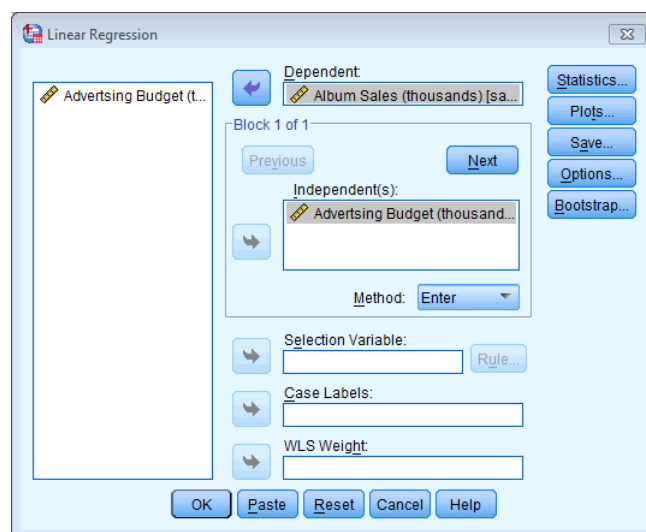 Linear Regression
Advertsing Budget (t...
Dependent:
Album Sales (thousands) [sa...
Block 1 of 1
Previous
Next
Independent(s):
Advertsing Budget (thousand...
Method:
Enter
Selection Variable:
Rule...
Case Labels:
WLS Weight:
Statistics...
Plots...
Save...
Options...
Bootstrap...
OK
Paste
Reset
Cancel
Help